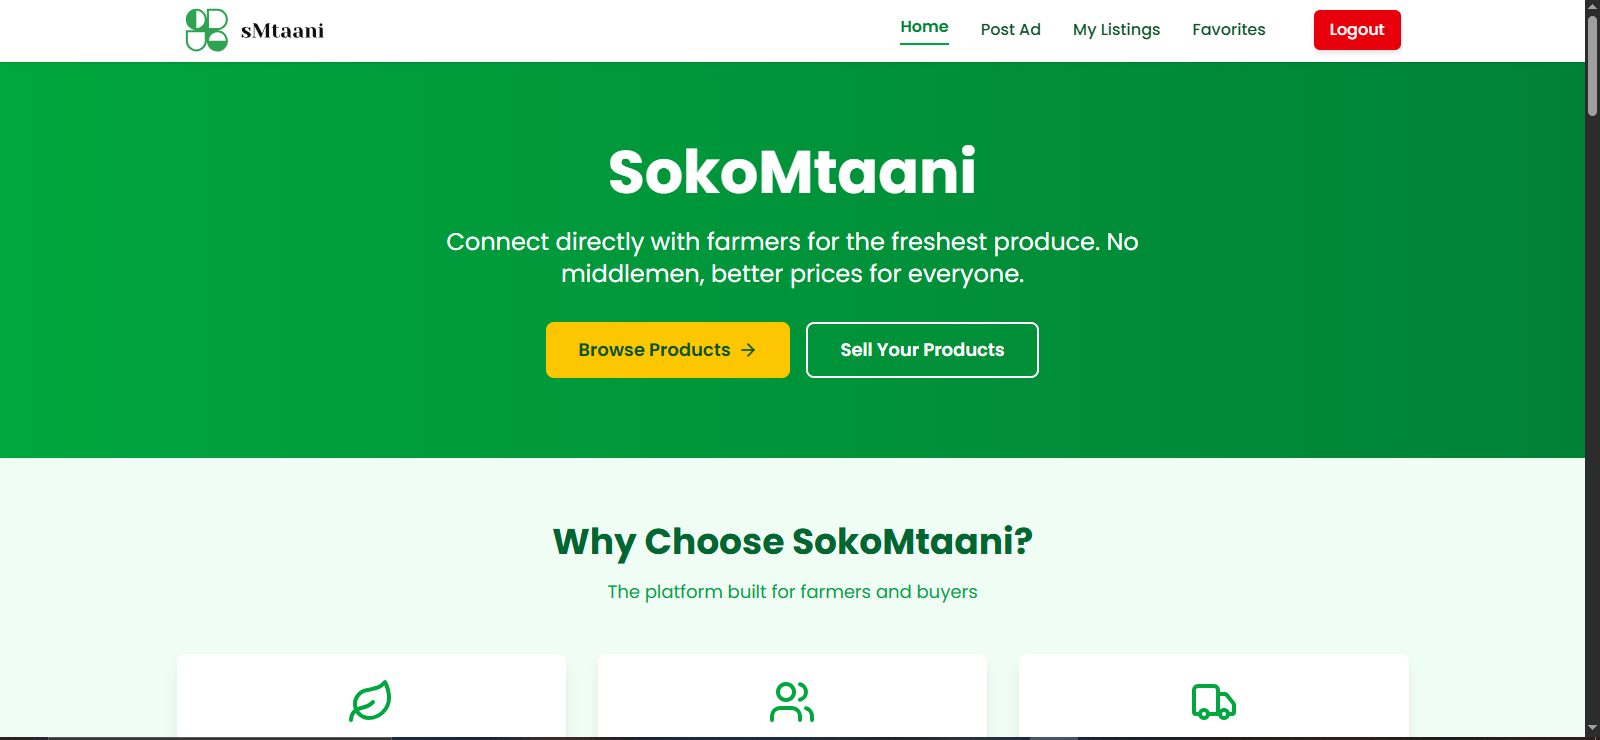 sMtaani
Home Post Ad My Listings Favorites Logout
SokoMtaani
Connect directly with farmers for the freshest produce. No
middlemen, better prices for everyone.
Browse Products →
Sell Your Products
Why Choose SokoMtaani?
The platform built for farmers and buyers